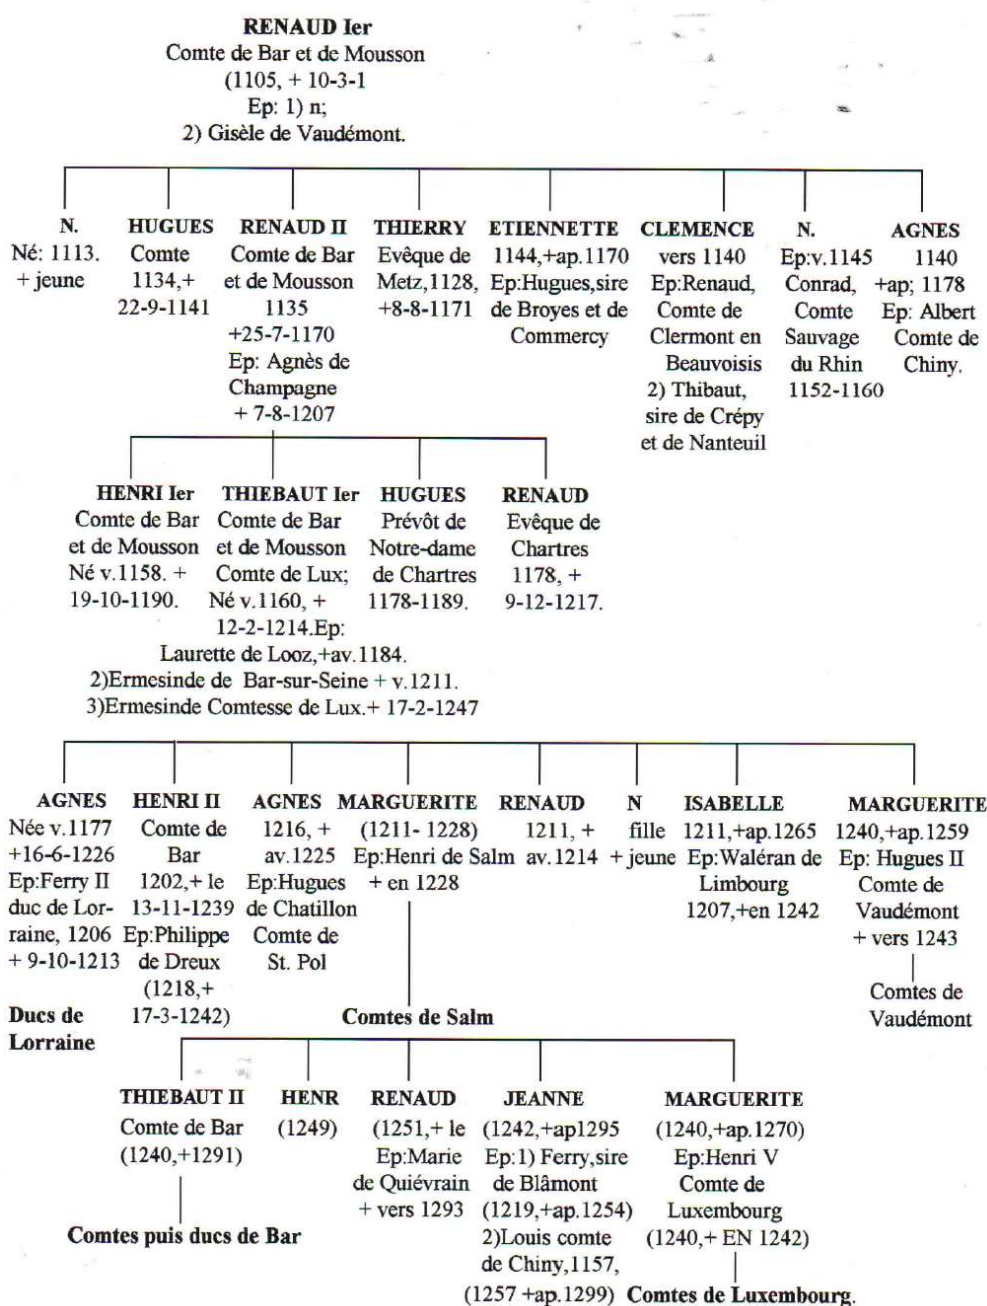 RENAUD Ier
Comte de Bar et de Mousson
(1105, + 10-3-1
Ep: 1) n;
2) Gisèle de Vaudémont.
N.
Né: 1113.
+ jeune
HUGUES
Comte
1134,+
22-9-1141
RENAUD II
Comte de Bar
et de Mousson
1135
+25-7-1170
Ep: Agnès de
Champagne
+ 7-8-1207
THIERRY
Evêque de
Metz,1128,
+8-8-1171
ETIENNETTE
1144,+ap.1170
Ep:Hugues,sire
de Broyes et de
Commercy
CLEMENCE
vers 1140
Ep:Renaud,
Comte de
Clermont en
Beauvoisis
2) Thibaut,
sire de Crépy
et de Nanteuil
N.
Ep:v.1145
Conrad,
Comte
Sauvage
du Rhin
1152-1160
AGNES
1140
+ap; 1178
Ep: Albert
Comte de
Chiny.
HENRI Ier
Comte de Bar
et de Mousson
Né v.1158. +
19-10-1190.
THIEBAUT Ier
Comte de Bar
et de Mousson
Comte de Lux;
Né v.1160, +
12-2-1214.Ep:
Laurette de Looz,+av.1184.
2)Ermesinde de Bar-sur-Seine + v.1211.
3)Ermesinde Comtesse de Lux.+ 17-2-1247
HUGUES
Prévôt de
Notre-dame
de Chartres
1178-1189.
RENAUD
Evêque de
Chartres
1178, +
9-12-1217.
AGNES
Née v.1177
+16-6-1226
Ep:Ferry II
duc de Lor-
raine, 1206
+ 9-10-1213
Ducs de
Lorraine
HENRI II
Comte de
Bar
1202,+ le
13-11-1239
Ep:Philippe
de Dreux
(1218,+
17-3-1242)
AGNES
1216, +
av.1225
Ep:Hugues
de Chatillon
Comte de
St. Pol
MARGUERITE
(1211- 1228)
Ep:Henri de Salm
+ en 1228
Comtes de Salm
RENAUD
1211, +
av.1214
N
fille
+ jeune
ISABELLE
1211,+ap.1265
Ep:Waléran de
Limbourg
1207,+en 1242
MARGUERITE
1240,+ap.1259
Ep: Hugues II
Comte de
Vaudémont
+ vers 1243
Comtes de
Vaudémont
THIEBAUT II
Comte de Bar
(1240,+1291)
Comtes puis ducs de Bar
HENR
(1249)
RENAUD
(1251,+ le
Ep:Marie
de Quiévrain
+ vers 1293
JEANNE
(1242,+ap1295
Ep:1) Ferry,sire
de Blâmont
(1219,+ap.1254)
2)Louis comte
de Chiny,1157,
(1257 +ap.1299)
MARGUERITE
(1240,+ap.1270)
Ep:Henri V
Comte de
Luxembourg
(1240,+ EN 1242)
Comtes de Luxembourg.